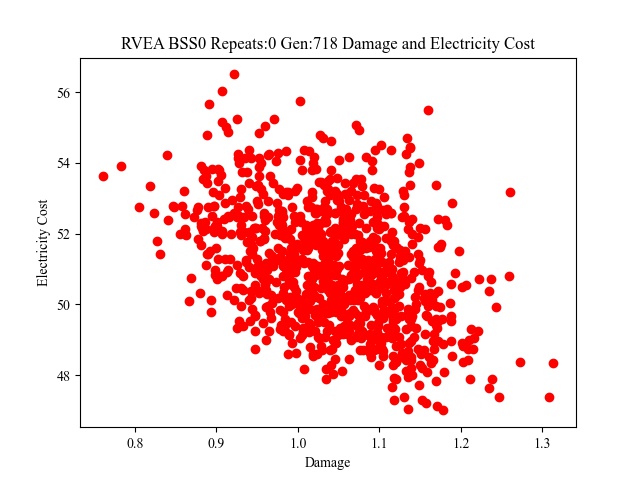 RVEA BSS0 Repeats:0 Gen:718 Damage and Electricity Cost
56
54
52
50
48
Electricity Cost
0.8 0.9 1.0 1.1 1.2 1.3
Damage